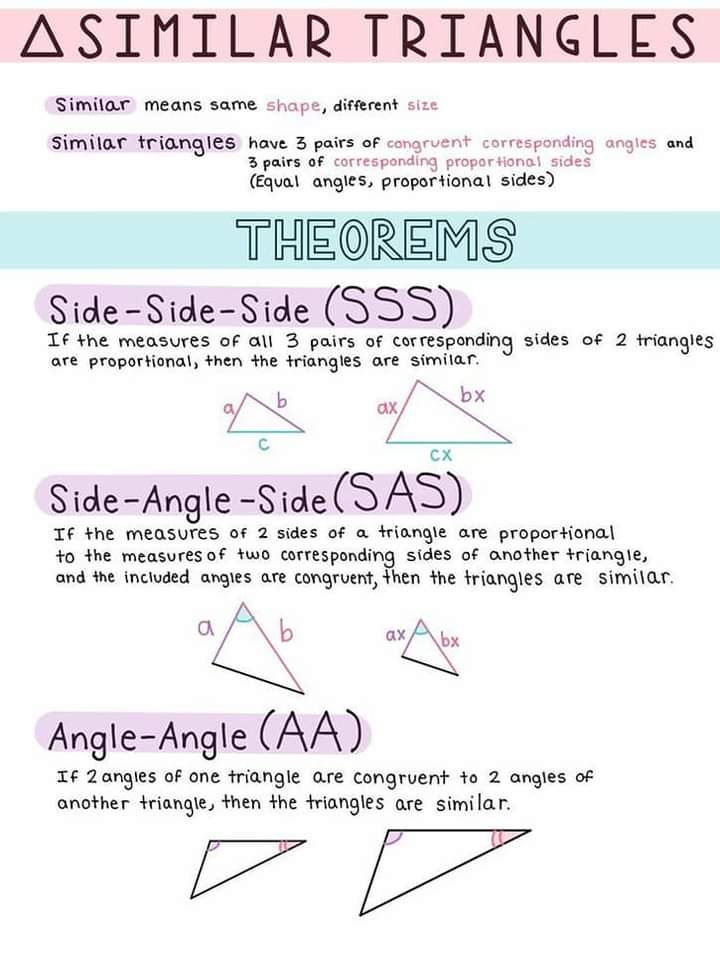 △SIMILAR TRIANGLES
Similar means same shape, different size
Similar triangles have 3 pairs of congruent corresponding angles and
3 pairs of corresponding proportional sides
(Equal angles, proportional sides)
THEOREMS
Side-Side-Side (SSS)
If the measures of all 3 pairs of corresponding sides of 2 triangles
are proportional, then the triangles are similar.
a b ax bx
c cx
Side-Angle-Side (SAS)
If the measures of 2 sides of a triangle are proportional
to the measures of two corresponding sides of another triangle,
and the included angles are congruent, then the triangles are similar.
a b ax bx
Angle-Angle (AA)
If 2 angles of one triangle are congruent to 2 angles of
another triangle, then the triangles are similar.